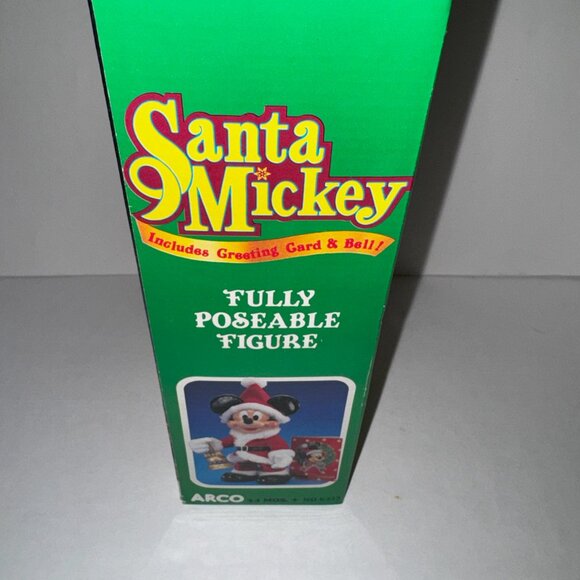 Santa
Mickey
Includes Greeting Card & Bell!
FULLY
POSEABLE
FIGURE
ARCO